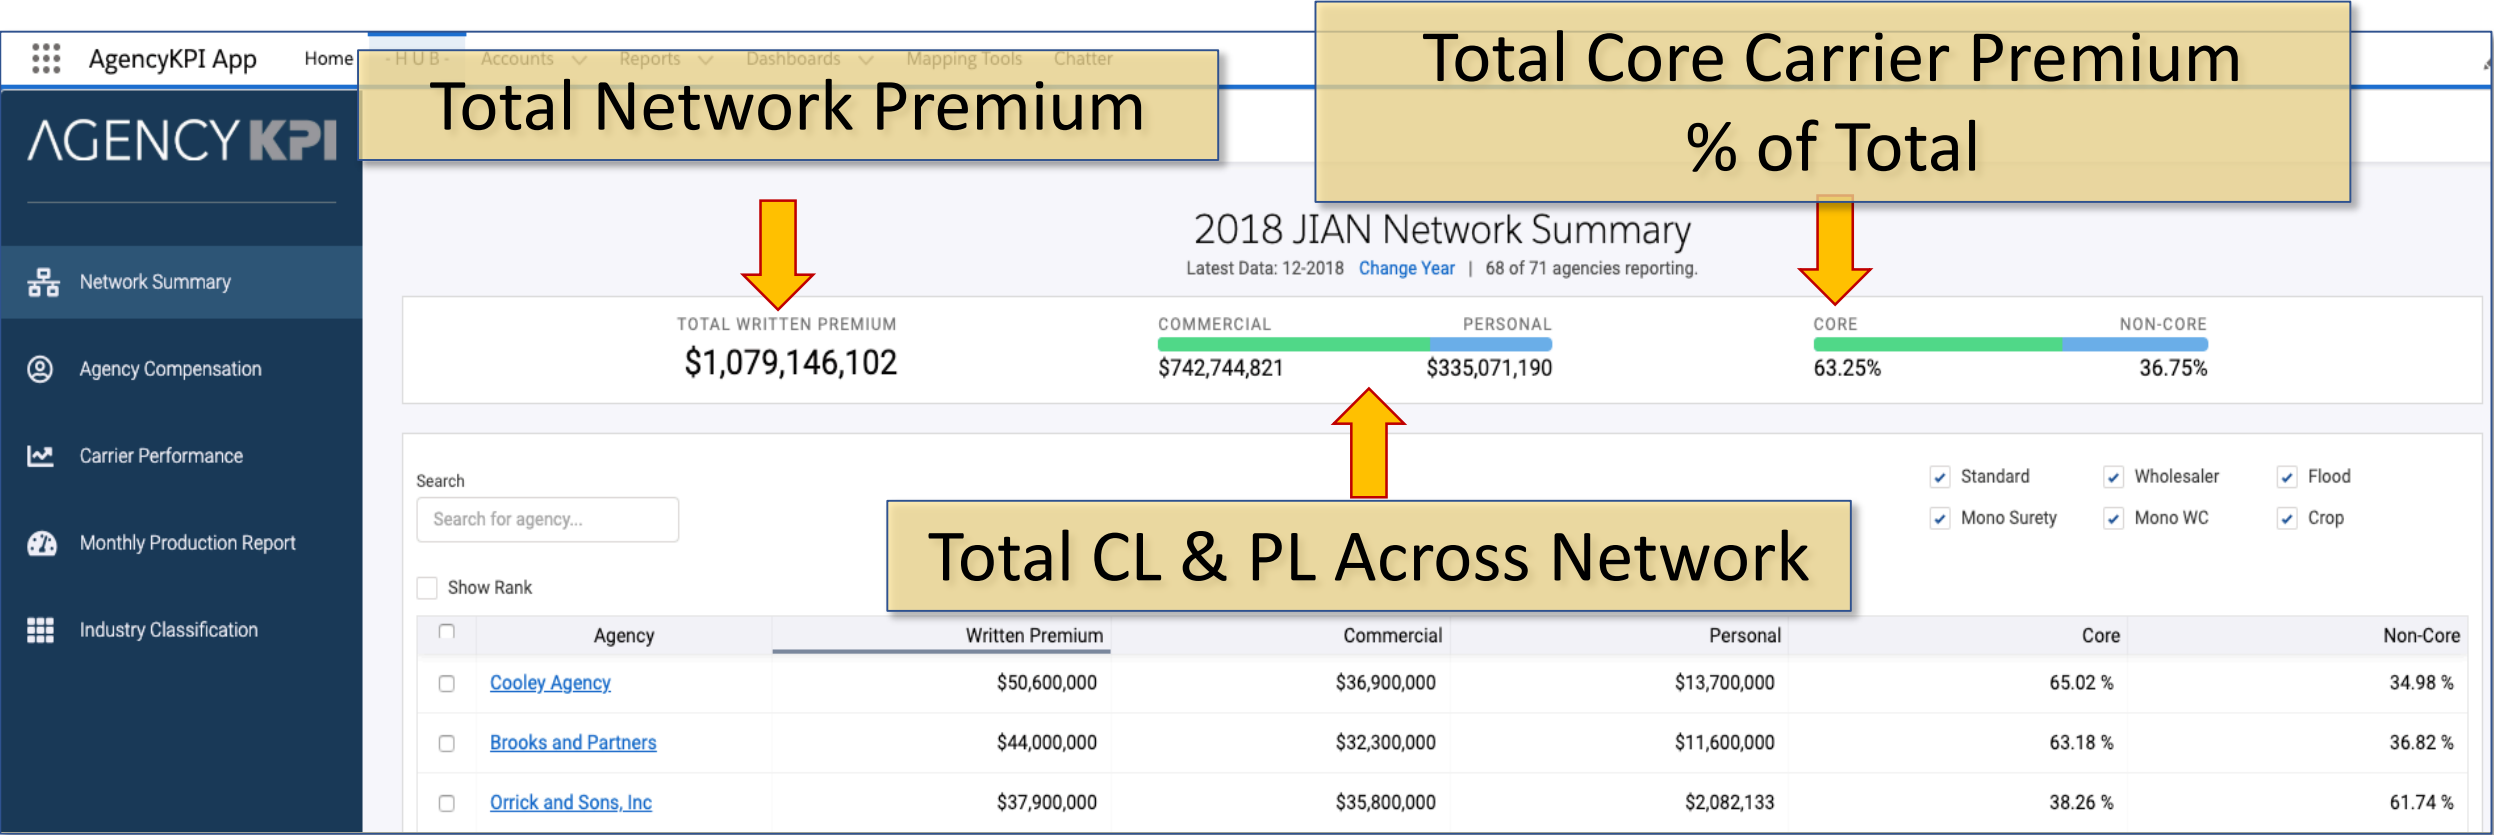 AgencyKPI App Home - H U B - Accounts Reports Dashboards Mapping Tools Chatter
Total Network Premium
Total Core Carrier Premium
% of Total
AGENCY KPI
2018 JIAN Network Summary
Latest Data: 12-2018 Change Year | 68 of 71 agencies reporting.
Network Summary
Agency Compensation
Carrier Performance
Monthly Production Report
Industry Classification
TOTAL WRITTEN PREMIUM
$1,079,146,102
COMMERCIAL PERSONAL
$742,744,821 $335,071,190
CORE NON-CORE
63.25% 36.75%
Search
Search for agency...
Standard Wholesaler Flood
Mono Surety Mono WC Crop
Total CL & PL Across Network
Show Rank
Agency Written Premium Commercial Personal Core Non-Core
Cooley Agency $50,600,000 $36,900,000 $13,700,000 65.02 % 34.98 %
Brooks and Partners $44,000,000 $32,300,000 $11,600,000 63.18 % 36.82 %
Orrick and Sons, Inc $37,900,000 $35,800,000 $2,082,133 38.26 % 61.74 %